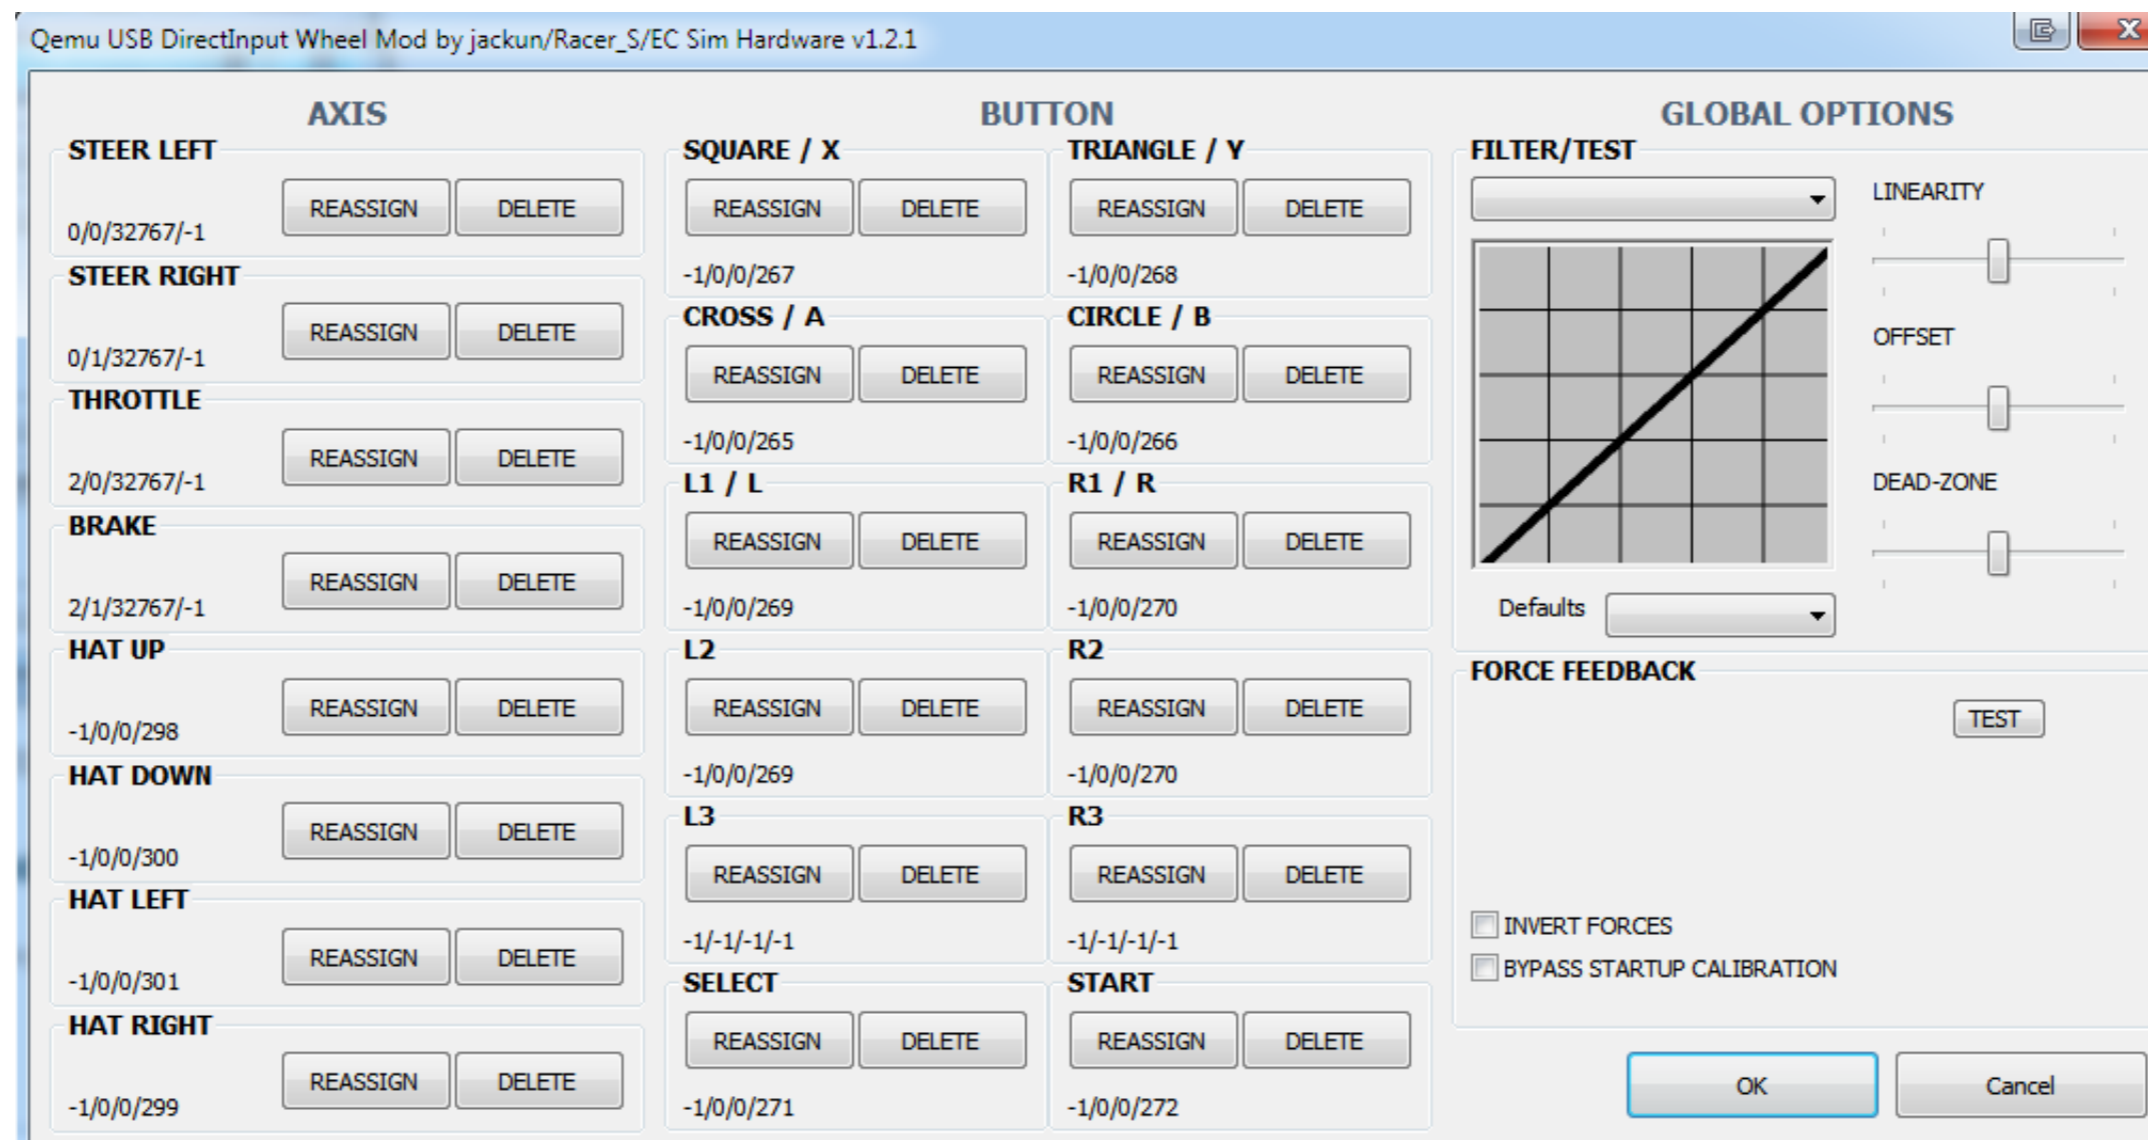 Qemu USB DirectInput Wheel Mod by jackun/Racer_S/EC Sim Hardware v1.2.1
AXIS
STEER LEFT
REASSIGN DELETE
0/0/32767/-1
STEER RIGHT
REASSIGN DELETE
0/1/32767/-1
THROTTLE
REASSIGN DELETE
2/0/32767/-1
BRAKE
REASSIGN DELETE
2/1/32767/-1
HAT UP
REASSIGN DELETE
-1/0/0/298
HAT DOWN
REASSIGN DELETE
-1/0/0/300
HAT LEFT
REASSIGN DELETE
-1/0/0/301
HAT RIGHT
REASSIGN DELETE
-1/0/0/299
BUTTON
SQUARE / X
REASSIGN DELETE
-1/0/0/267
TRIANGLE / Y
REASSIGN DELETE
-1/0/0/268
CROSS / A
REASSIGN DELETE
-1/0/0/265
CIRCLE / B
REASSIGN DELETE
-1/0/0/266
L1 / L
REASSIGN DELETE
-1/0/0/269
R1 / R
REASSIGN DELETE
-1/0/0/270
L2
REASSIGN DELETE
-1/0/0/269
R2
REASSIGN DELETE
-1/0/0/270
L3
REASSIGN DELETE
-1/-1/-1/-1
R3
REASSIGN DELETE
-1/-1/-1/-1
SELECT
REASSIGN DELETE
-1/0/0/271
START
REASSIGN DELETE
-1/0/0/272
GLOBAL OPTIONS
FILTER/TEST
LINEARITY
OFFSET
DEAD-ZONE
Defaults
FORCE FEEDBACK
TEST
INVERT FORCES
BYPASS STARTUP CALIBRATION
OK Cancel